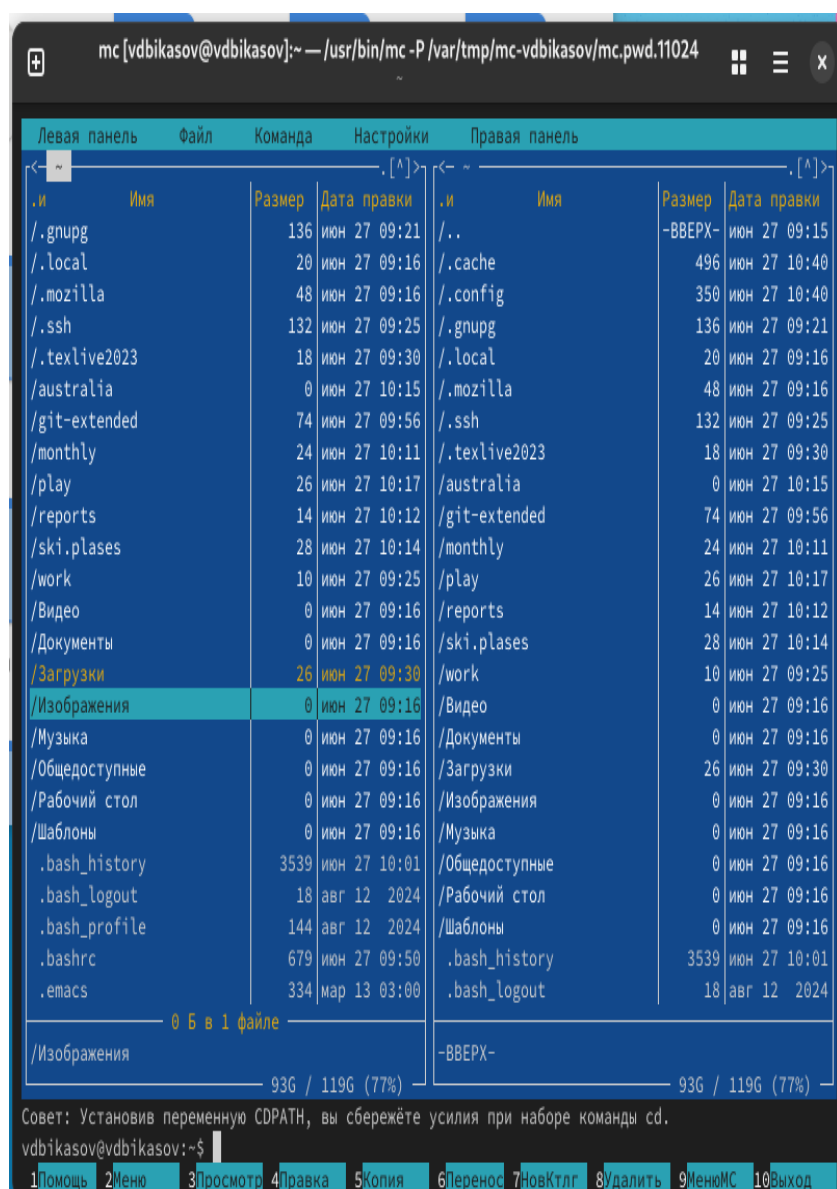 mc [vdbikasov@vdbikasov]:~ — /usr/bin/mc -P /var/tmp/mc-vdbikasov/mc.pwd.11024
~
Левая панель Файл Команда Настройки Правая панель
<- ~ .[^]> <- ~ .[^]>
.и Имя Размер Дата правки .и Имя Размер Дата правки
/.gnupg 136 июн 27 09:21 /.. -ВВЕРХ- июн 27 09:15
/.local 20 июн 27 09:16 /.cache 496 июн 27 10:40
/.mozilla 48 июн 27 09:16 /.config 350 июн 27 10:40
/.ssh 132 июн 27 09:25 /.gnupg 136 июн 27 09:21
/.texlive2023 18 июн 27 09:30 /.local 20 июн 27 09:16
/australia 0 июн 27 10:15 /.mozilla 48 июн 27 09:16
/git-extended 74 июн 27 09:56 /.ssh 132 июн 27 09:25
/monthly 24 июн 27 10:11 /.texlive2023 18 июн 27 09:30
/play 26 июн 27 10:17 /australia 0 июн 27 10:15
/reports 14 июн 27 10:12 /git-extended 74 июн 27 09:56
/ski.plases 28 июн 27 10:14 /monthly 24 июн 27 10:11
/work 10 июн 27 09:25 /play 26 июн 27 10:17
/Видео 0 июн 27 09:16 /reports 14 июн 27 10:12
/Документы 0 июн 27 09:16 /ski.plases 28 июн 27 10:14
/Загрузки 26 июн 27 09:30 /work 10 июн 27 09:25
/Изображения 0 июн 27 09:16 /Видео 0 июн 27 09:16
/Музыка 0 июн 27 09:16 /Документы 0 июн 27 09:16
/Общедоступные 0 июн 27 09:16 /Загрузки 26 июн 27 09:30
/Рабочий стол 0 июн 27 09:16 /Изображения 0 июн 27 09:16
/Шаблоны 0 июн 27 09:16 /Музыка 0 июн 27 09:16
.bash_history 3539 июн 27 10:01 /Общедоступные 0 июн 27 09:16
.bash_logout 18 авг 12 2024 /Рабочий стол 0 июн 27 09:16
.bash_profile 144 авг 12 2024 /Шаблоны 0 июн 27 09:16
.bashrc 679 июн 27 09:50 .bash_history 3539 июн 27 10:01
.emacs 334 мар 13 03:00 .bash_logout 18 авг 12 2024
0 Б в 1 файле
/Изображения -ВВЕРХ-
93G / 119G (77%) 93G / 119G (77%)
Совет: Установив переменную CDPATH, вы сбережёте усилия при наборе команды cd.
vdbikasov@vdbikasov:~$
1Помощь 2Меню 3Просмотр 4Правка 5Копия 6Перенос 7НовКтлг 8Удалить 9МенюMC 10Выход